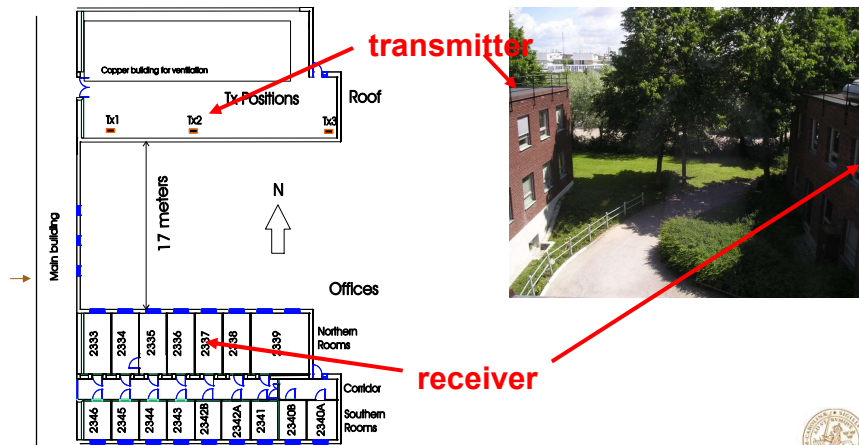 transmitter
Copper building for ventilation
Tx Positions
Roof
Tx1
Tx2
Tx3
17 meters
N
Main building
Offices
2333
2334
2335
2336
2337
2338
2339
Northern
Rooms
receiver
Corridor
2346
2345
2344
2343
2342B
2342A
2341
2340B
2340A
Southern
Rooms